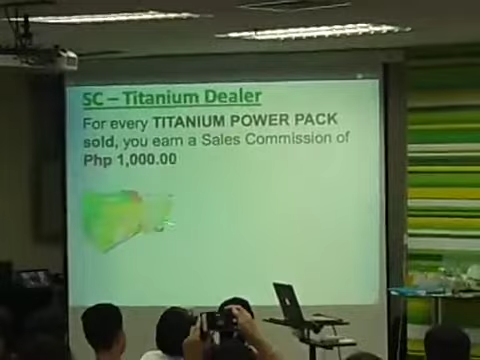 SC – Titanium Dealer
For every TITANIUM POWER PACK
sold, you earn a Sales Commission of
Php 1,000.00